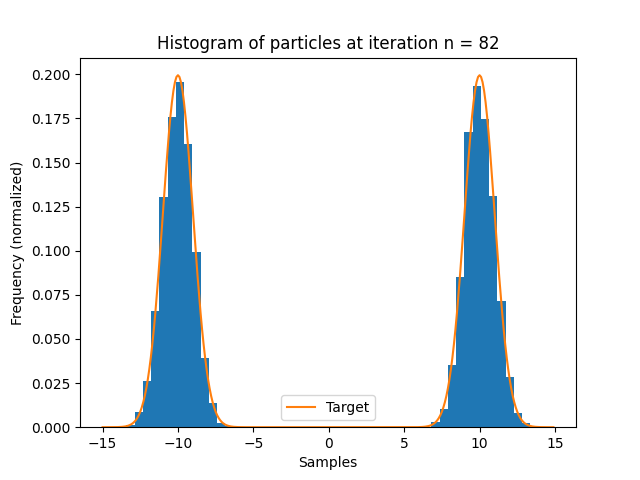 Histogram of particles at iteration n = 82
Frequency (normalized)
0.200
0.175
0.150
0.125
0.100
0.075
0.050
0.025
0.000
Target
−15 −10 −5 0 5 10 15
Samples